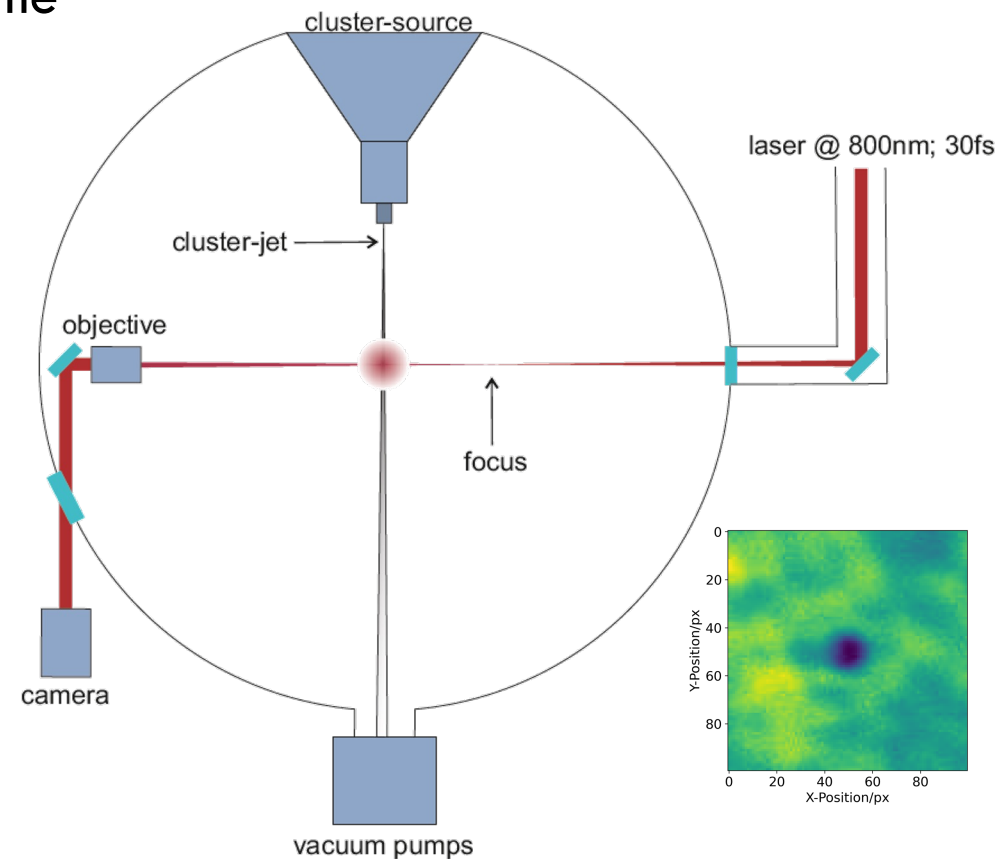 cluster-source
laser @ 800nm; 30fs
cluster-jet
objective
focus
camera
vacuum pumps
0
20
40
60
80
Y-Position/px
0 20 40 60 80
X-Position/px